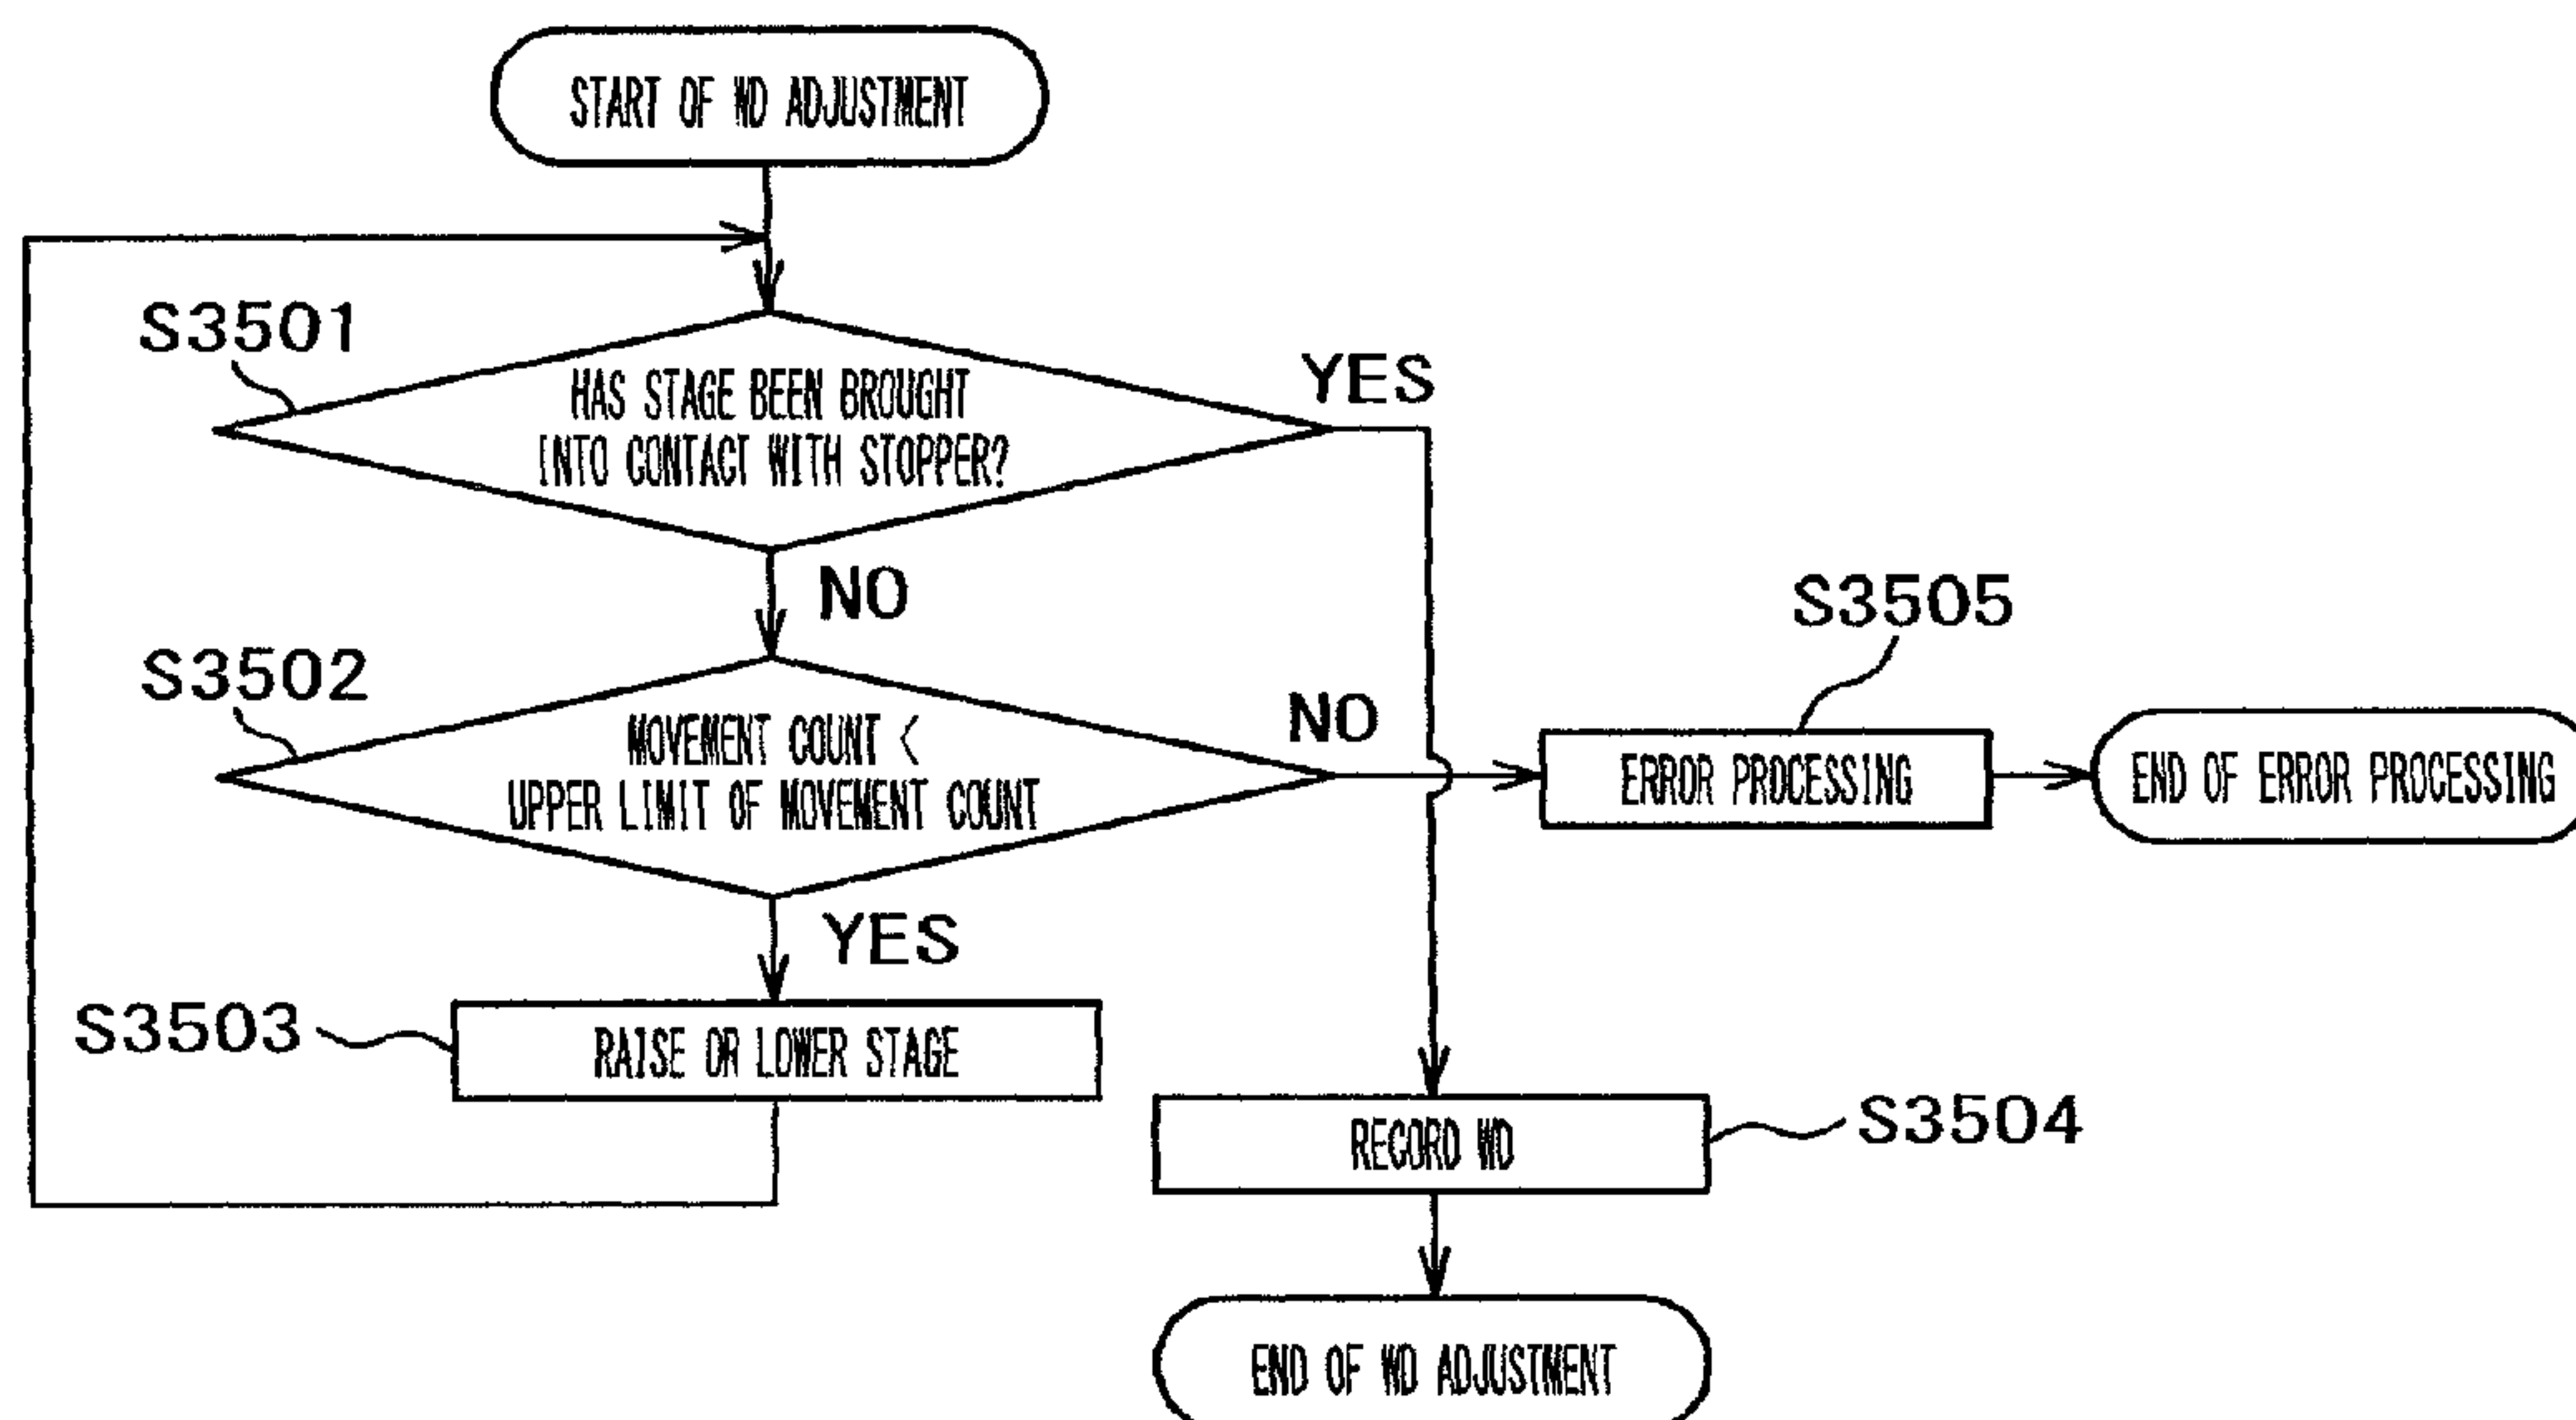 START OF WD ADJUSTMENT
S3501
HAS STAGE BEEN BROUGHT
INTO CONTACT WITH STOPPER?
YES
NO
S3502
MOVEMENT COUNT <
UPPER LIMIT OF MOVEMENT COUNT
NO
S3505
ERROR PROCESSING
END OF ERROR PROCESSING
YES
S3503
RAISE OR LOWER STAGE
RECORD WD
S3504
END OF WD ADJUSTMENT